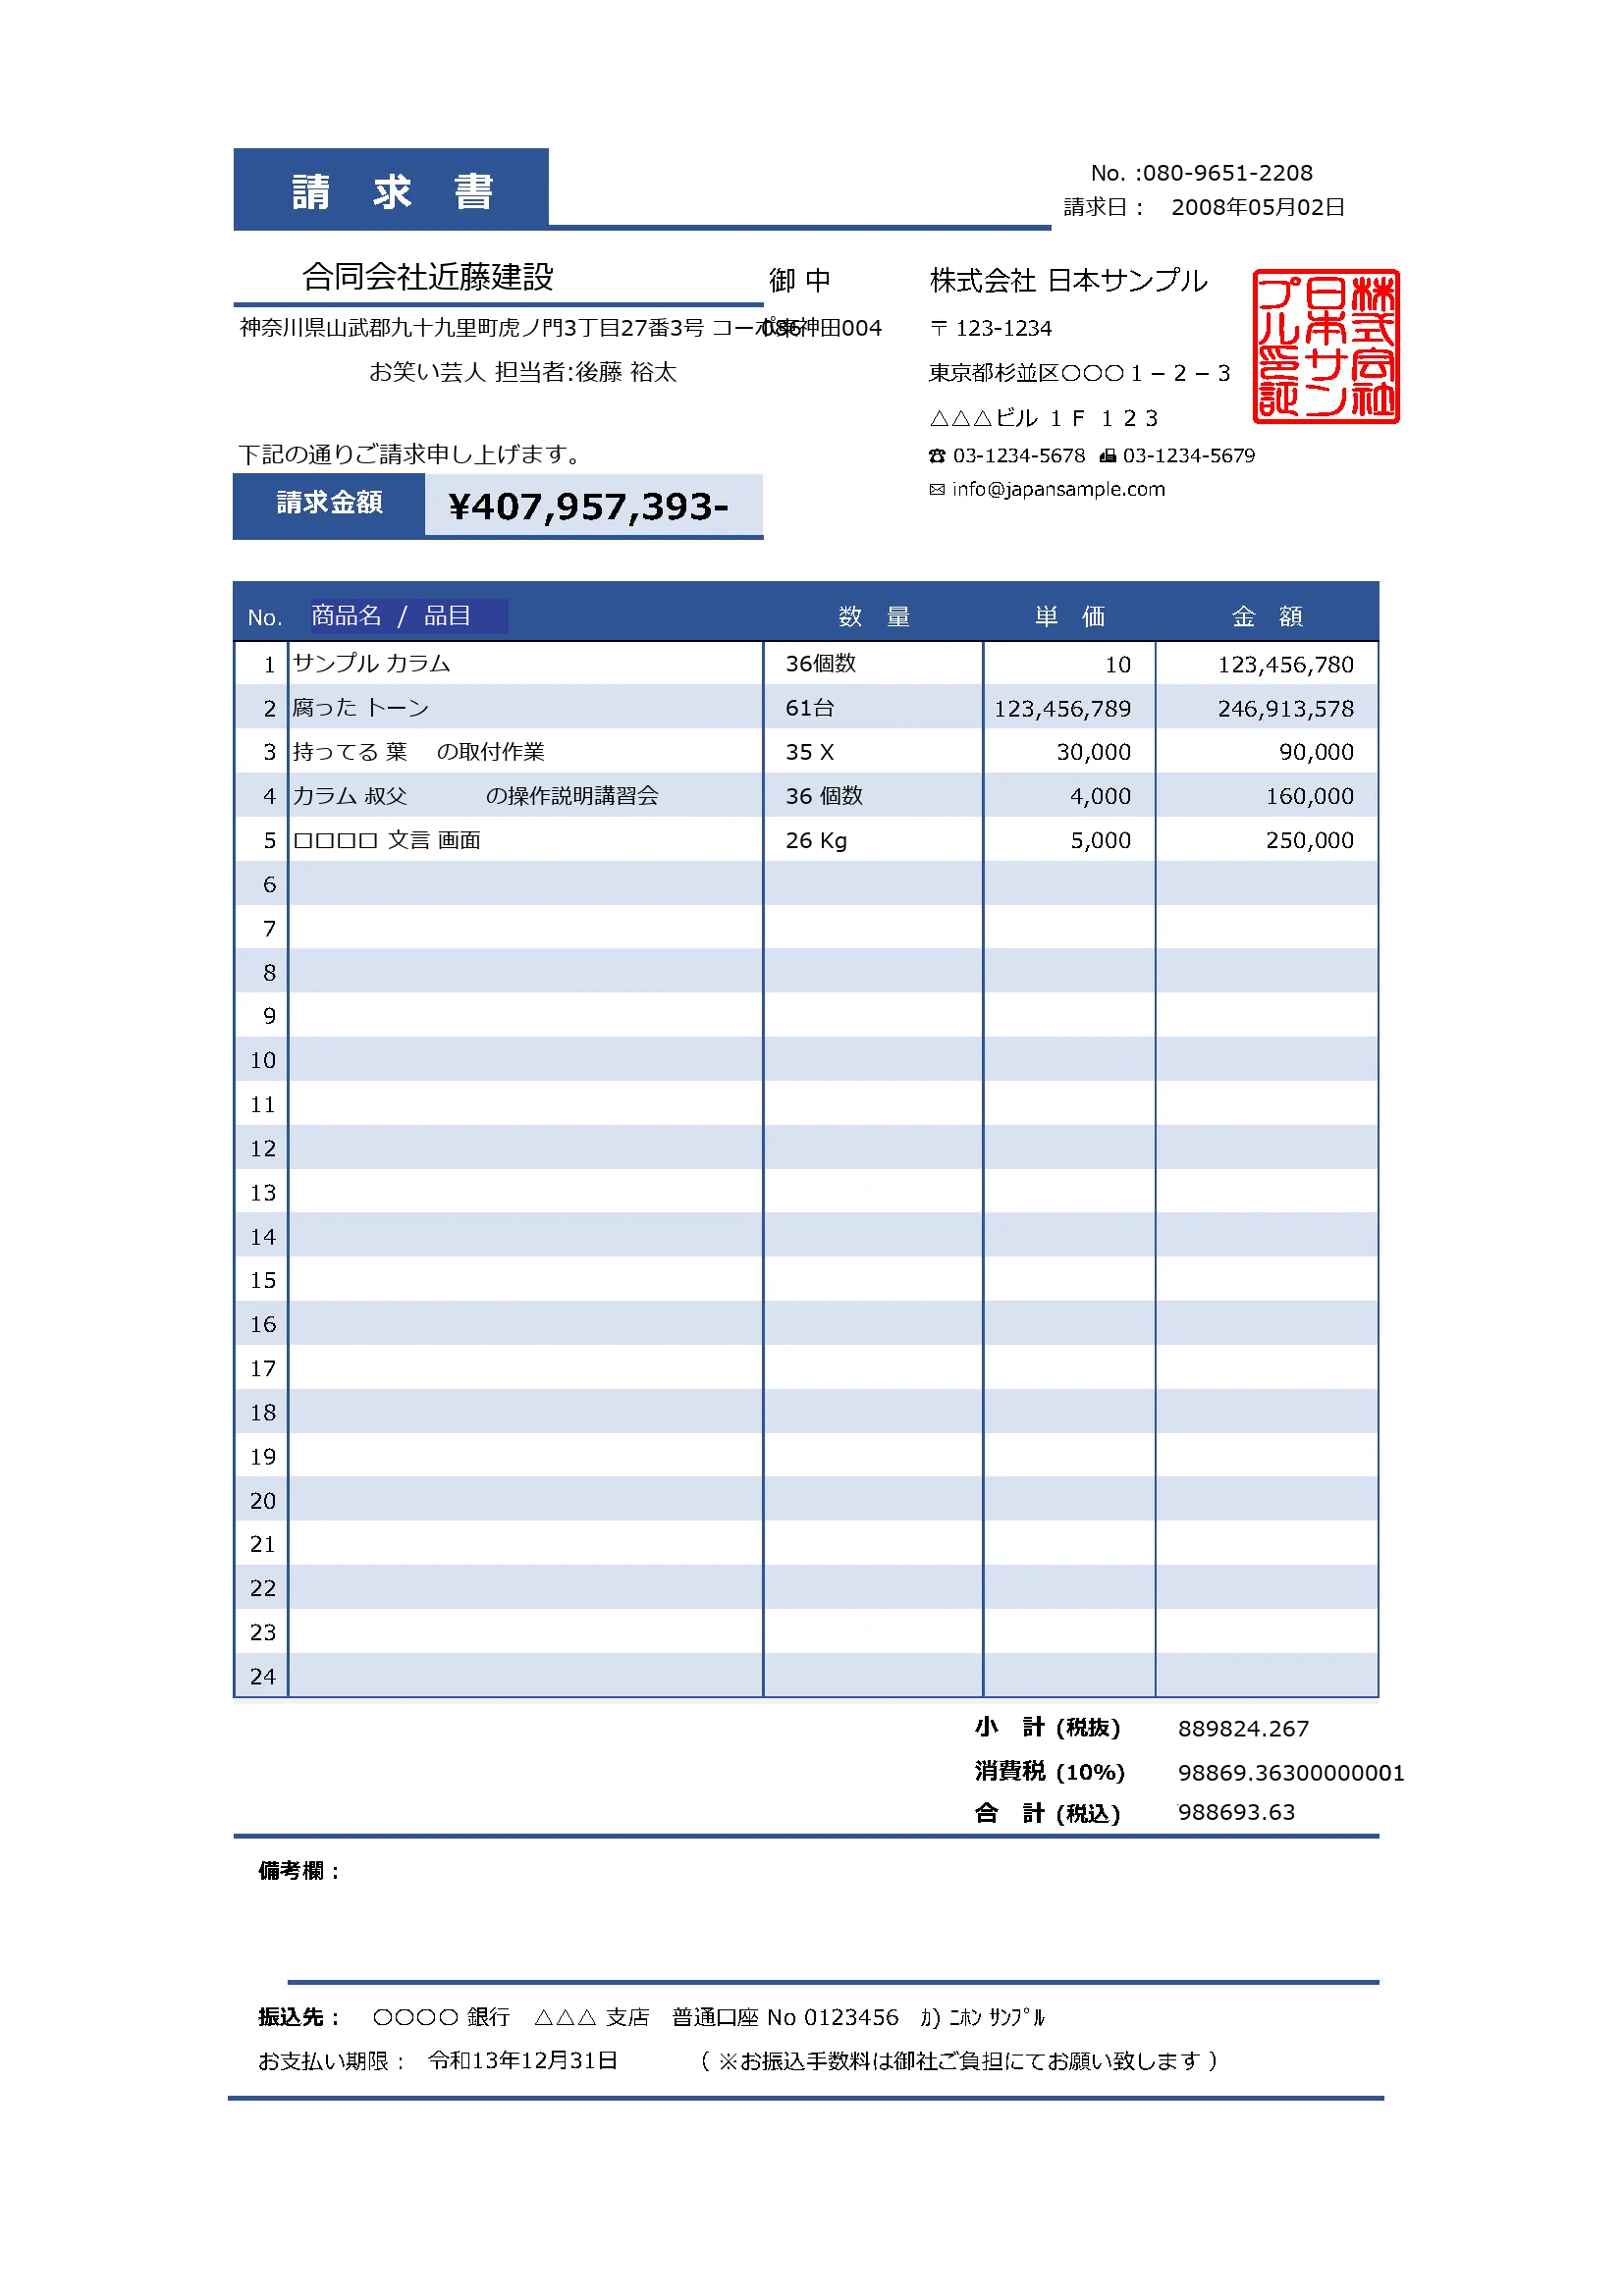 請 求 書
No. :080-9651-2208
請求日： 2008年05月02日
合同会社近藤建設 御 中
神奈川県山武郡九十九里町虎ノ門3丁目27番3号 コーポ東神田004
お笑い芸人 担当者:後藤 裕太
株式会社 日本サンプル
〒 123-1234
東京都杉並区〇〇〇１－２－３
△△△ビル １Ｆ １２３
☎ 03-1234-5678 📠 03-1234-5679
✉ info@japansample.com
株式会社日本サンプル印証
下記の通りご請求申し上げます。
請求金額 ¥407,957,393-
No. 商品名 / 品目 数 量 単 価 金 額
1 サンプル カラム 36個数 10 123,456,780
2 腐った トーン 61台 123,456,789 246,913,578
3 持ってる 葉 の取付作業 35 X 30,000 90,000
4 カラム 叔父 の操作説明講習会 36 個数 4,000 160,000
5 ロロロロ 文言 画面 26 Kg 5,000 250,000
6
7
8
9
10
11
12
13
14
15
16
17
18
19
20
21
22
23
24
小 計 (税抜) 889824.267
消費税 (10%) 98869.36300000001
合 計 (税込) 988693.63
備考欄：
振込先： 〇〇〇〇 銀行 △△△ 支店 普通口座 No 0123456 ｶ) ﾆﾎﾝ ｻﾝﾌﾟﾙ
お支払い期限： 令和13年12月31日 （ ※お振込手数料は御社ご負担にてお願い致します ）